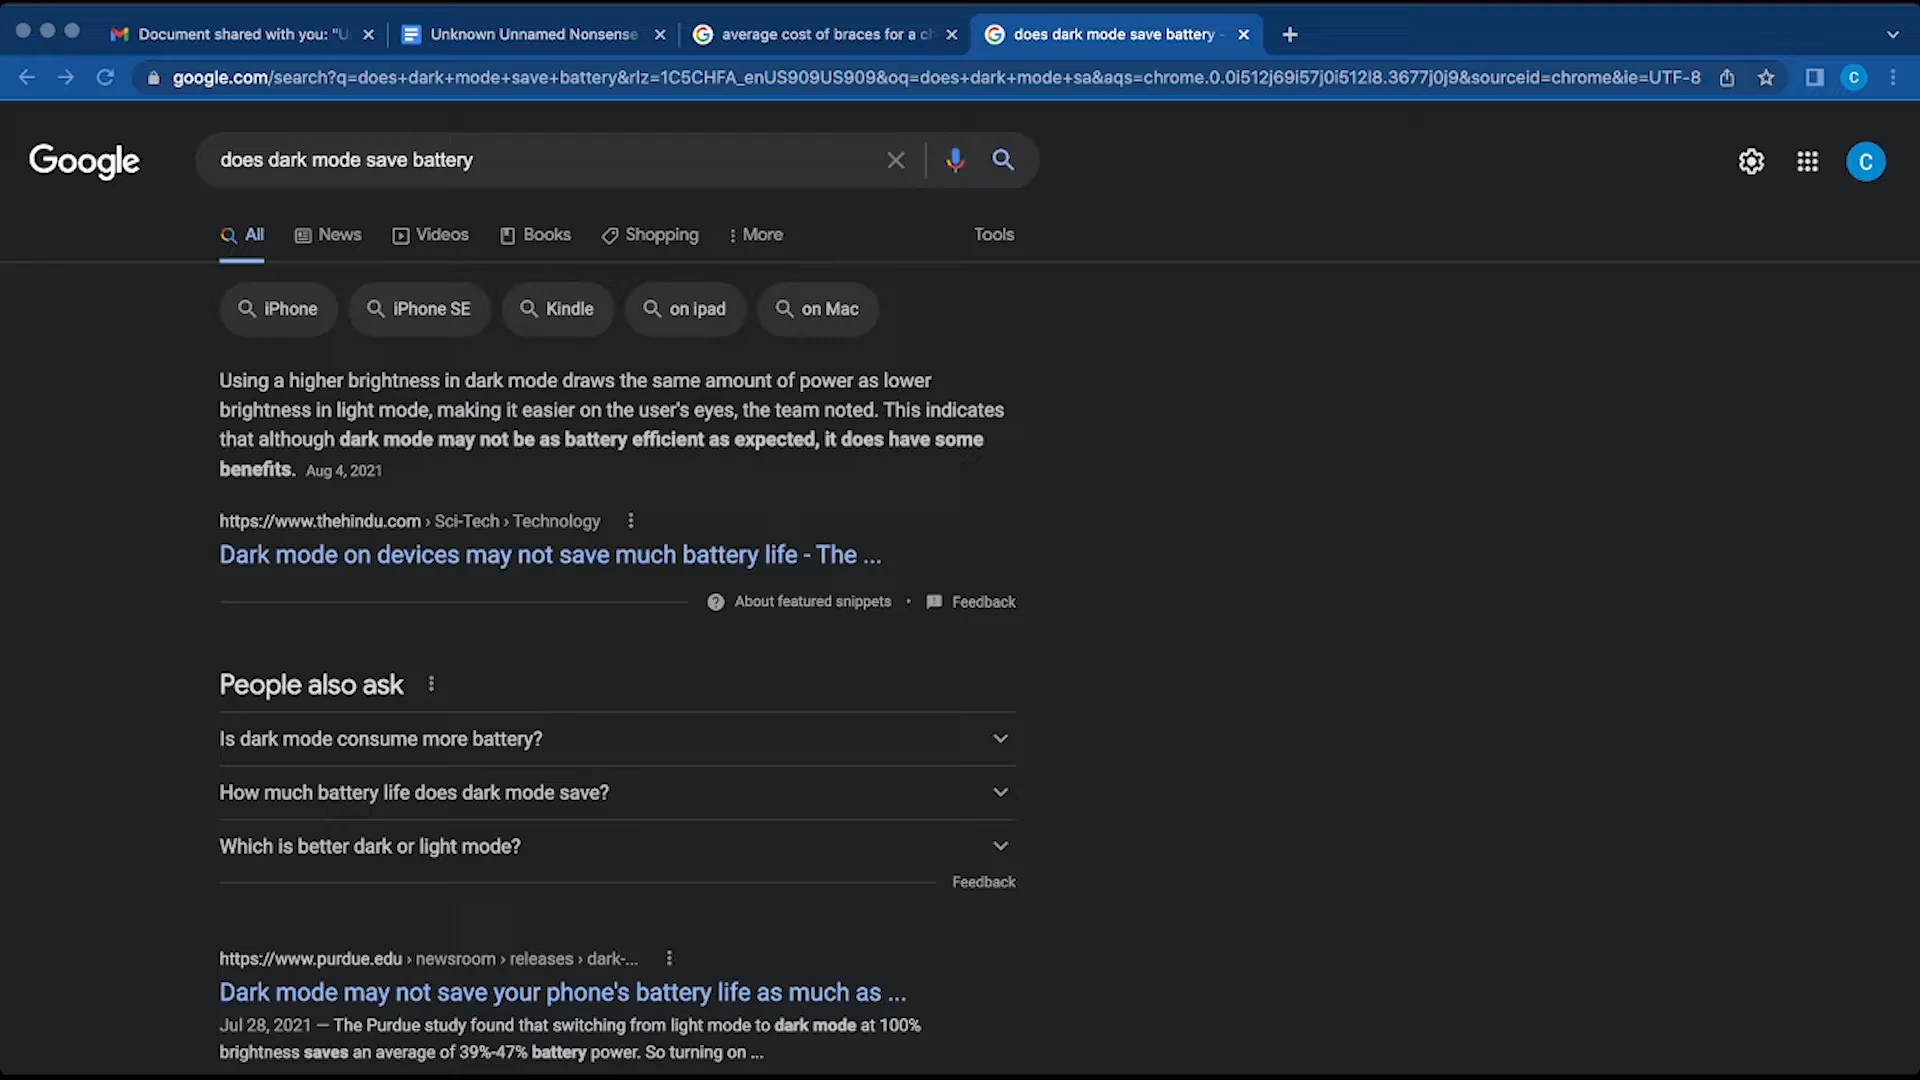 Document shared with you: "U
Unknown Unnamed Nonsense
average cost of braces for a ch
does dark mode save battery -
google.com/search?q=does+dark+mode+save+battery&rlz=1C5CHFA_enUS909US909&oq=does+dark+mode+sa&aqs=chrome.0.0i512j69i57j0i512l8.3677j0j9&sourceid=chrome&ie=UTF-8
C
Google
does dark mode save battery
C
All
News
Videos
Books
Shopping
More
Tools
iPhone
iPhone SE
Kindle
on ipad
on Mac
Using a higher brightness in dark mode draws the same amount of power as lower
brightness in light mode, making it easier on the user's eyes, the team noted. This indicates
that although dark mode may not be as battery efficient as expected, it does have some
benefits. Aug 4, 2021
https://www.thehindu.com › Sci-Tech › Technology
Dark mode on devices may not save much battery life - The ...
About featured snippets • Feedback
People also ask
Is dark mode consume more battery?
How much battery life does dark mode save?
Which is better dark or light mode?
Feedback
https://www.purdue.edu › newsroom › releases › dark-...
Dark mode may not save your phone's battery life as much as ...
Jul 28, 2021 — The Purdue study found that switching from light mode to dark mode at 100%
brightness saves an average of 39%-47% battery power. So turning on ...